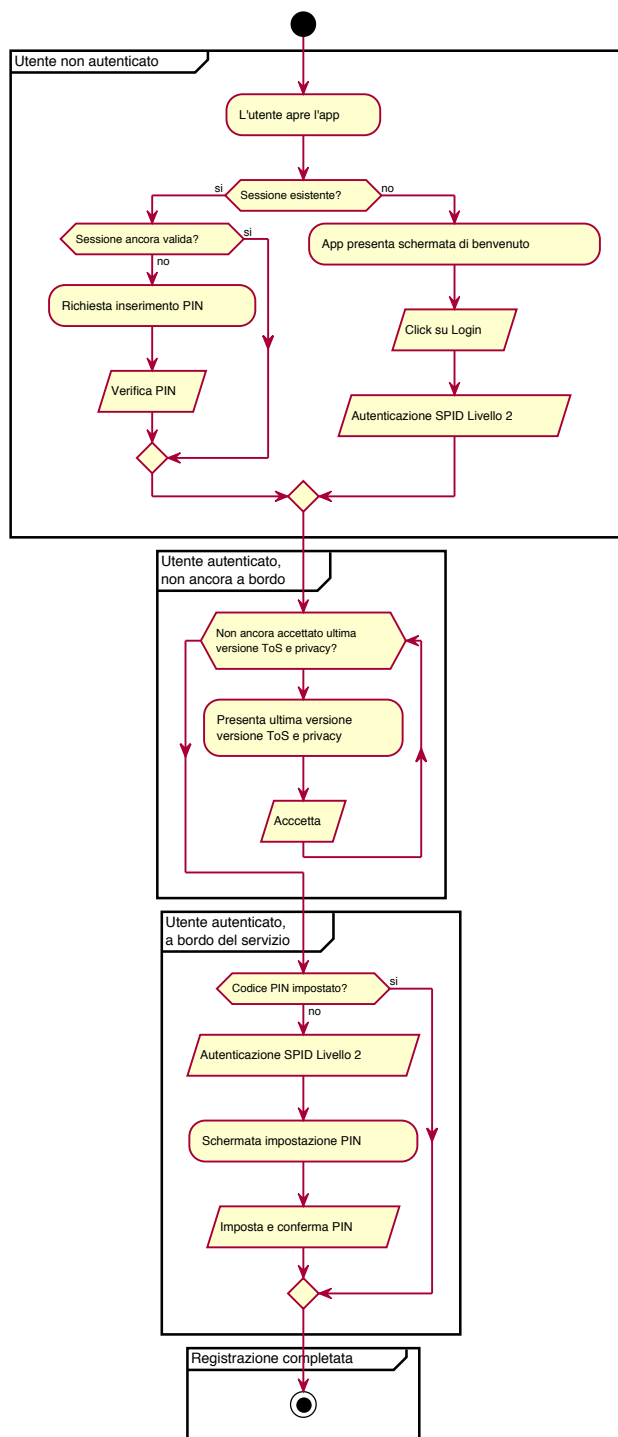 Utente non autenticato
L'utente apre l'app
si
Sessione esistente?
no
Sessione ancora valida?
si
no
App presenta schermata di benvenuto
Richiesta inserimento PIN
Click su Login
Verifica PIN
Autenticazione SPID Livello 2
Utente autenticato,
non ancora a bordo
Non ancora accettato ultima
versione ToS e privacy?
Presenta ultima versione
versione ToS e privacy
Acccetta
Utente autenticato,
a bordo del servizio
Codice PIN impostato?
si
no
Autenticazione SPID Livello 2
Schermata impostazione PIN
Imposta e conferma PIN
Registrazione completata